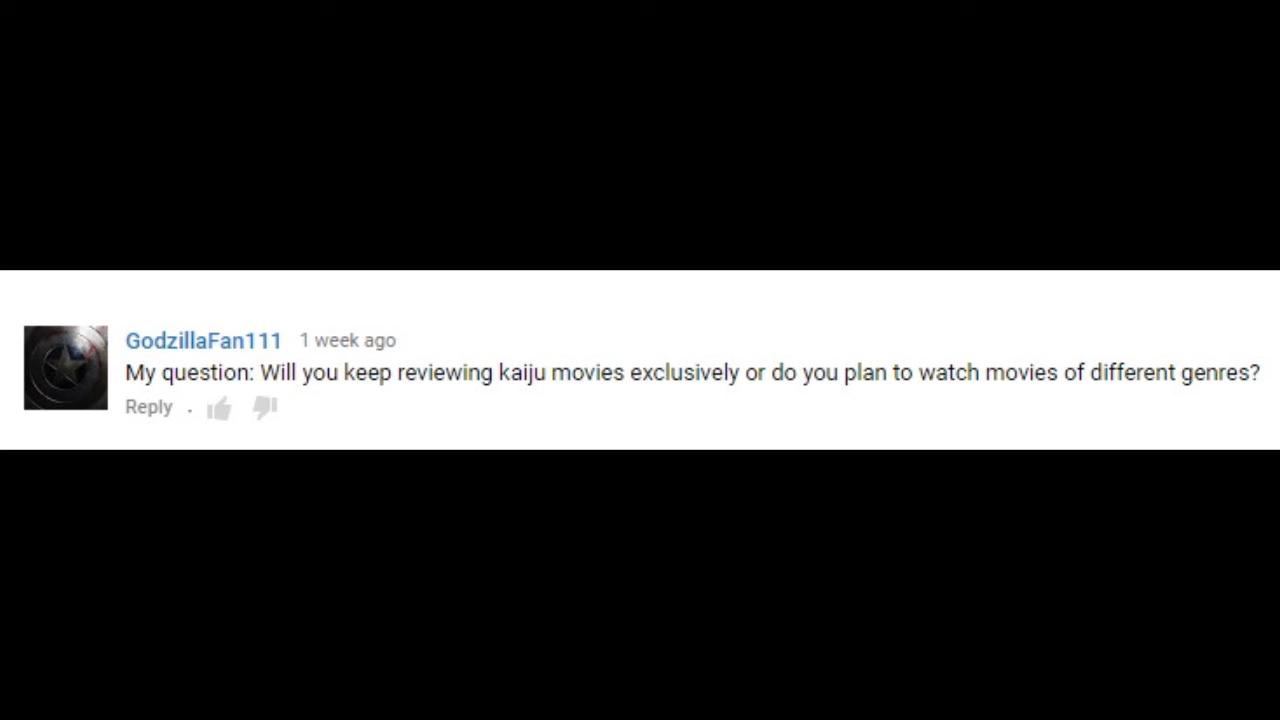 GodzillaFan111 1 week ago
My question: Will you keep reviewing kaiju movies exclusively or do you plan to watch movies of different genres?
Reply .